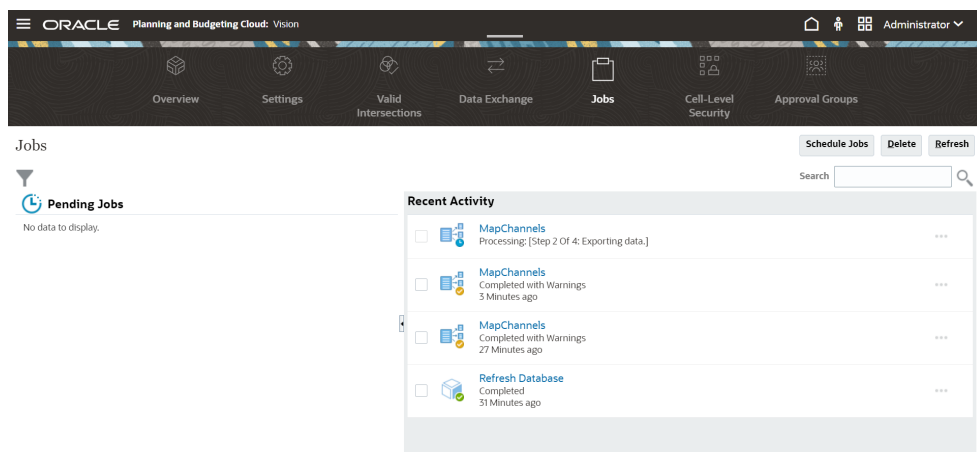 ORACLE Planning and Budgeting Cloud: Vision
Administrator
Overview
Settings
Valid
Intersections
Data Exchange
Jobs
Cell-Level
Security
Approval Groups
Jobs
Schedule Jobs
Delete
Refresh
Search
Pending Jobs
No data to display.
Recent Activity
MapChannels
Processing: [Step 2 Of 4: Exporting data.]
MapChannels
Completed with Warnings
3 Minutes ago
MapChannels
Completed with Warnings
27 Minutes ago
Refresh Database
Completed
31 Minutes ago